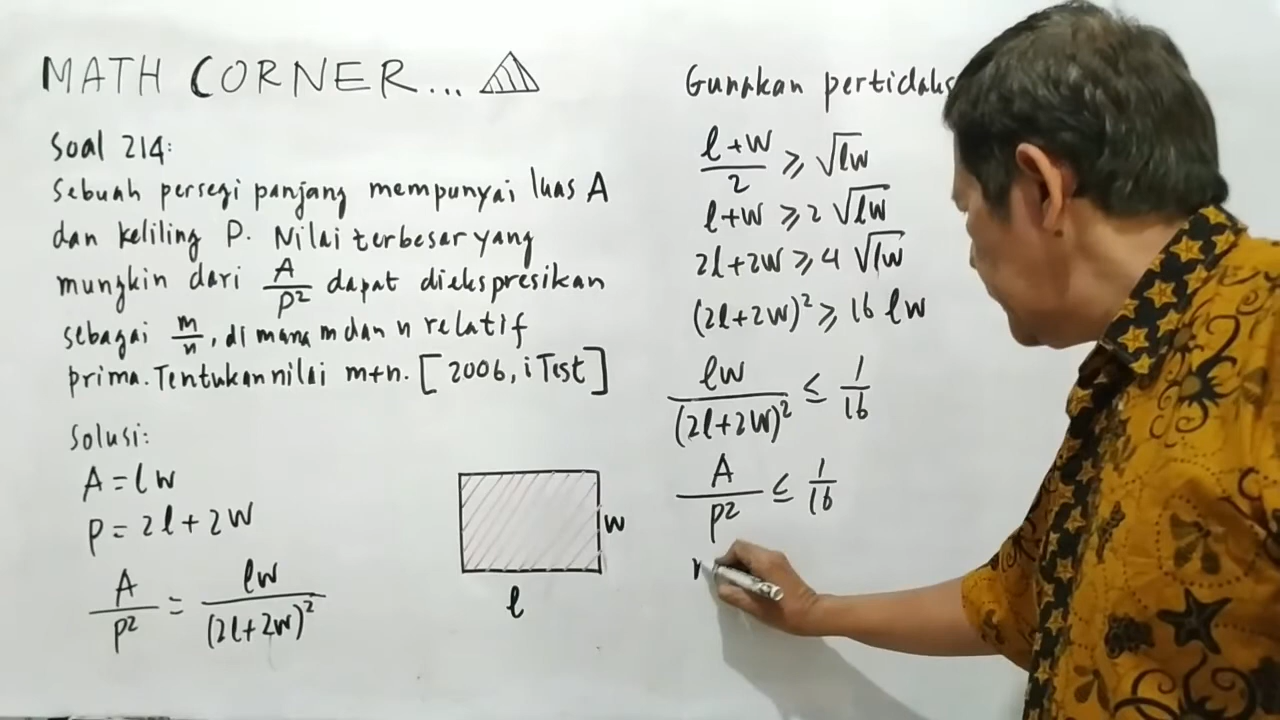 MATH CORNER...
Soal 214:
Sebuah persegi panjang mempunyai luas A
dan keliling P. Nilai terbesar yang
mungkin dari A/P² dapat diekspresikan
sebagai m/n, di mana m dan n relatif
prima. Tentukan nilai m+n. [2006, iTest]
Solusi:
A = lw
P = 2l + 2w
A/P² = lw/(2l+2w)²
w
l
Gunakan
(l+w)/2 ≥ √lw
l+w ≥ 2 √lw
2l+2w ≥ 4 √lw
(2l+2w)² ≥ 16 lw
lw/(2l+2w)² ≤ 1/16
A/P² ≤ 1/16